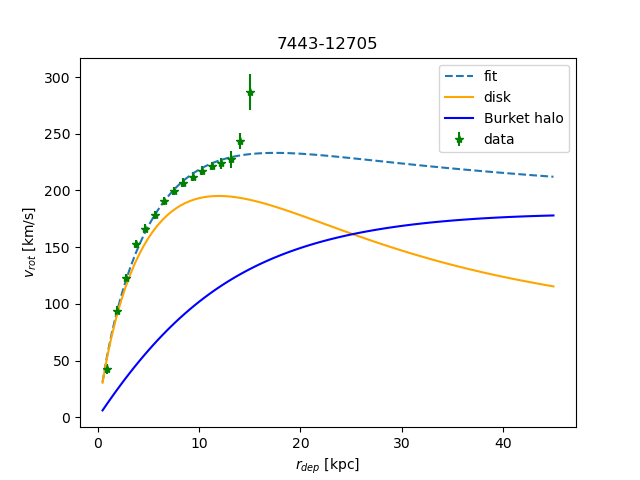 7443-12705
fit
disk
Burket halo
data
300
250
200
150
100
50
0
v_rot [km/s]
0 10 20 30 40
r_dep [kpc]